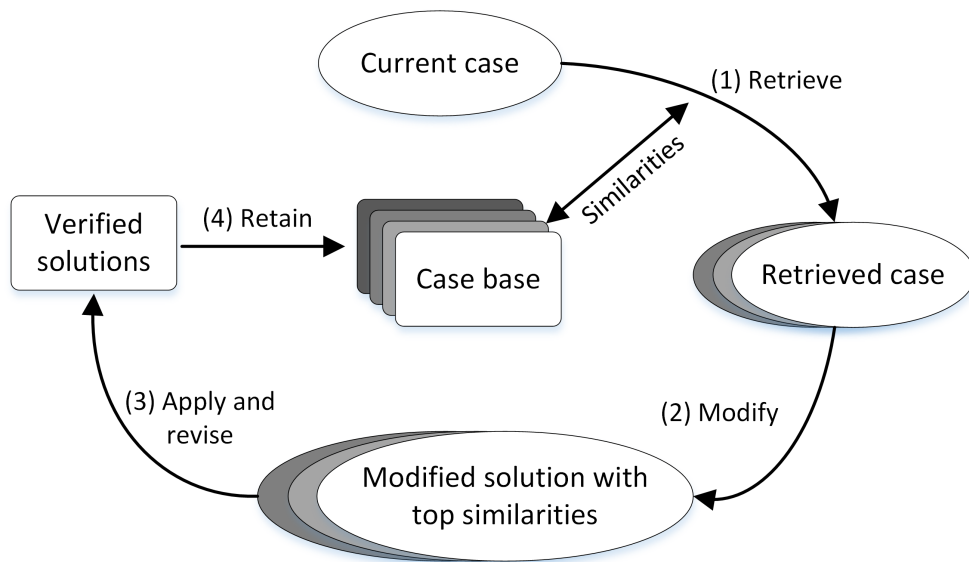 Current case
(1) Retrieve
Similarities
Verified
solutions
(4) Retain
Case base
Retrieved case
(3) Apply and
revise
(2) Modify
Modified solution with
top similarities